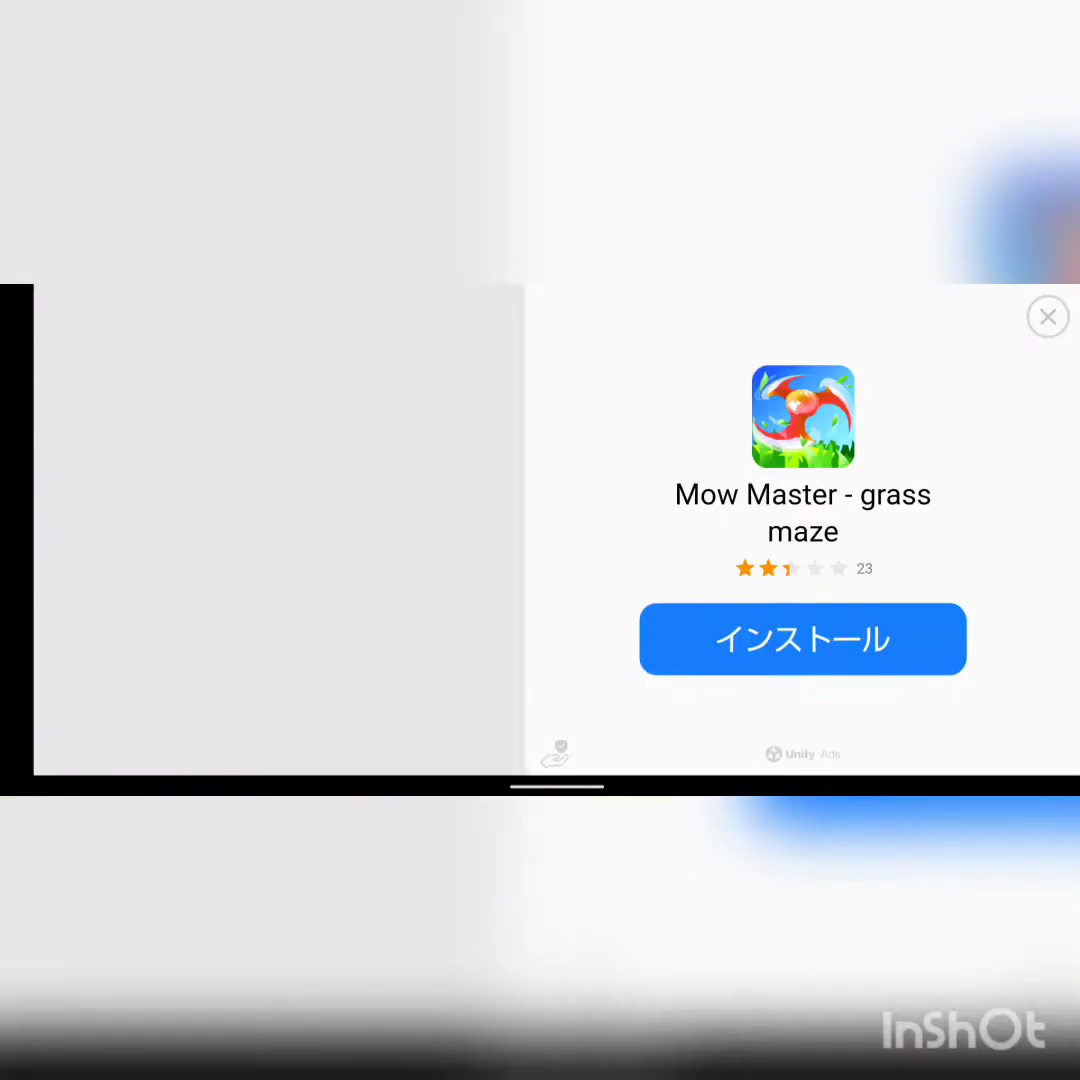 Mow Master - grass
maze
23
インストール
Unity Ads
InShOt